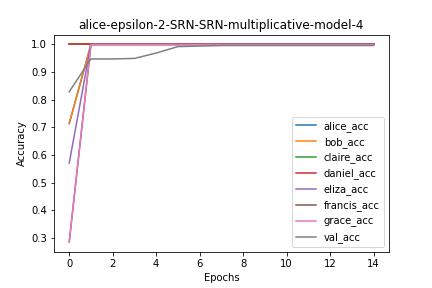 alice-epsilon-2-SRN-SRN-multiplicative-model-4
Accuracy
1.0
0.9
0.8
0.7
0.6
0.5
0.4
0.3
alice_acc
bob_acc
claire_acc
daniel_acc
eliza_acc
francis_acc
grace_acc
val_acc
0 2 4 6 8 10 12 14
Epochs